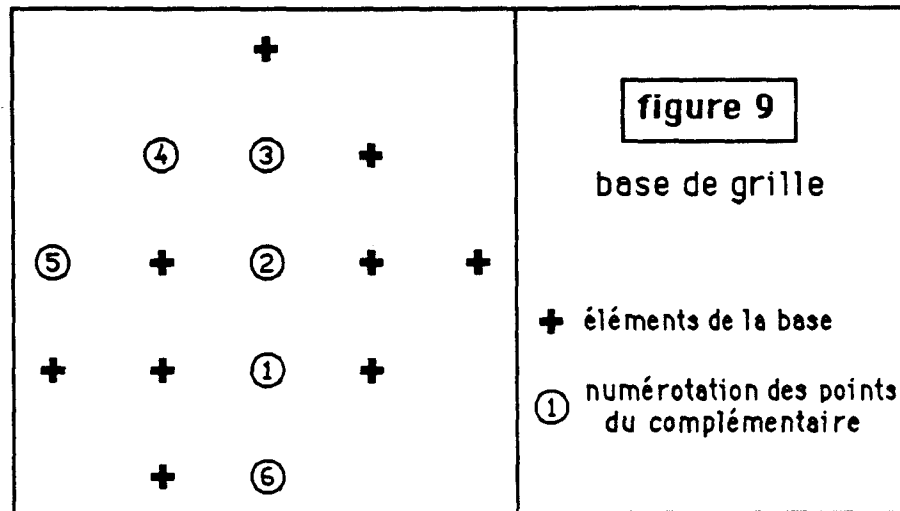 ④ ③
⑤ ②
①
⑥
figure 9
base de grille
éléments de la base
① numérotation des points
du complémentaire